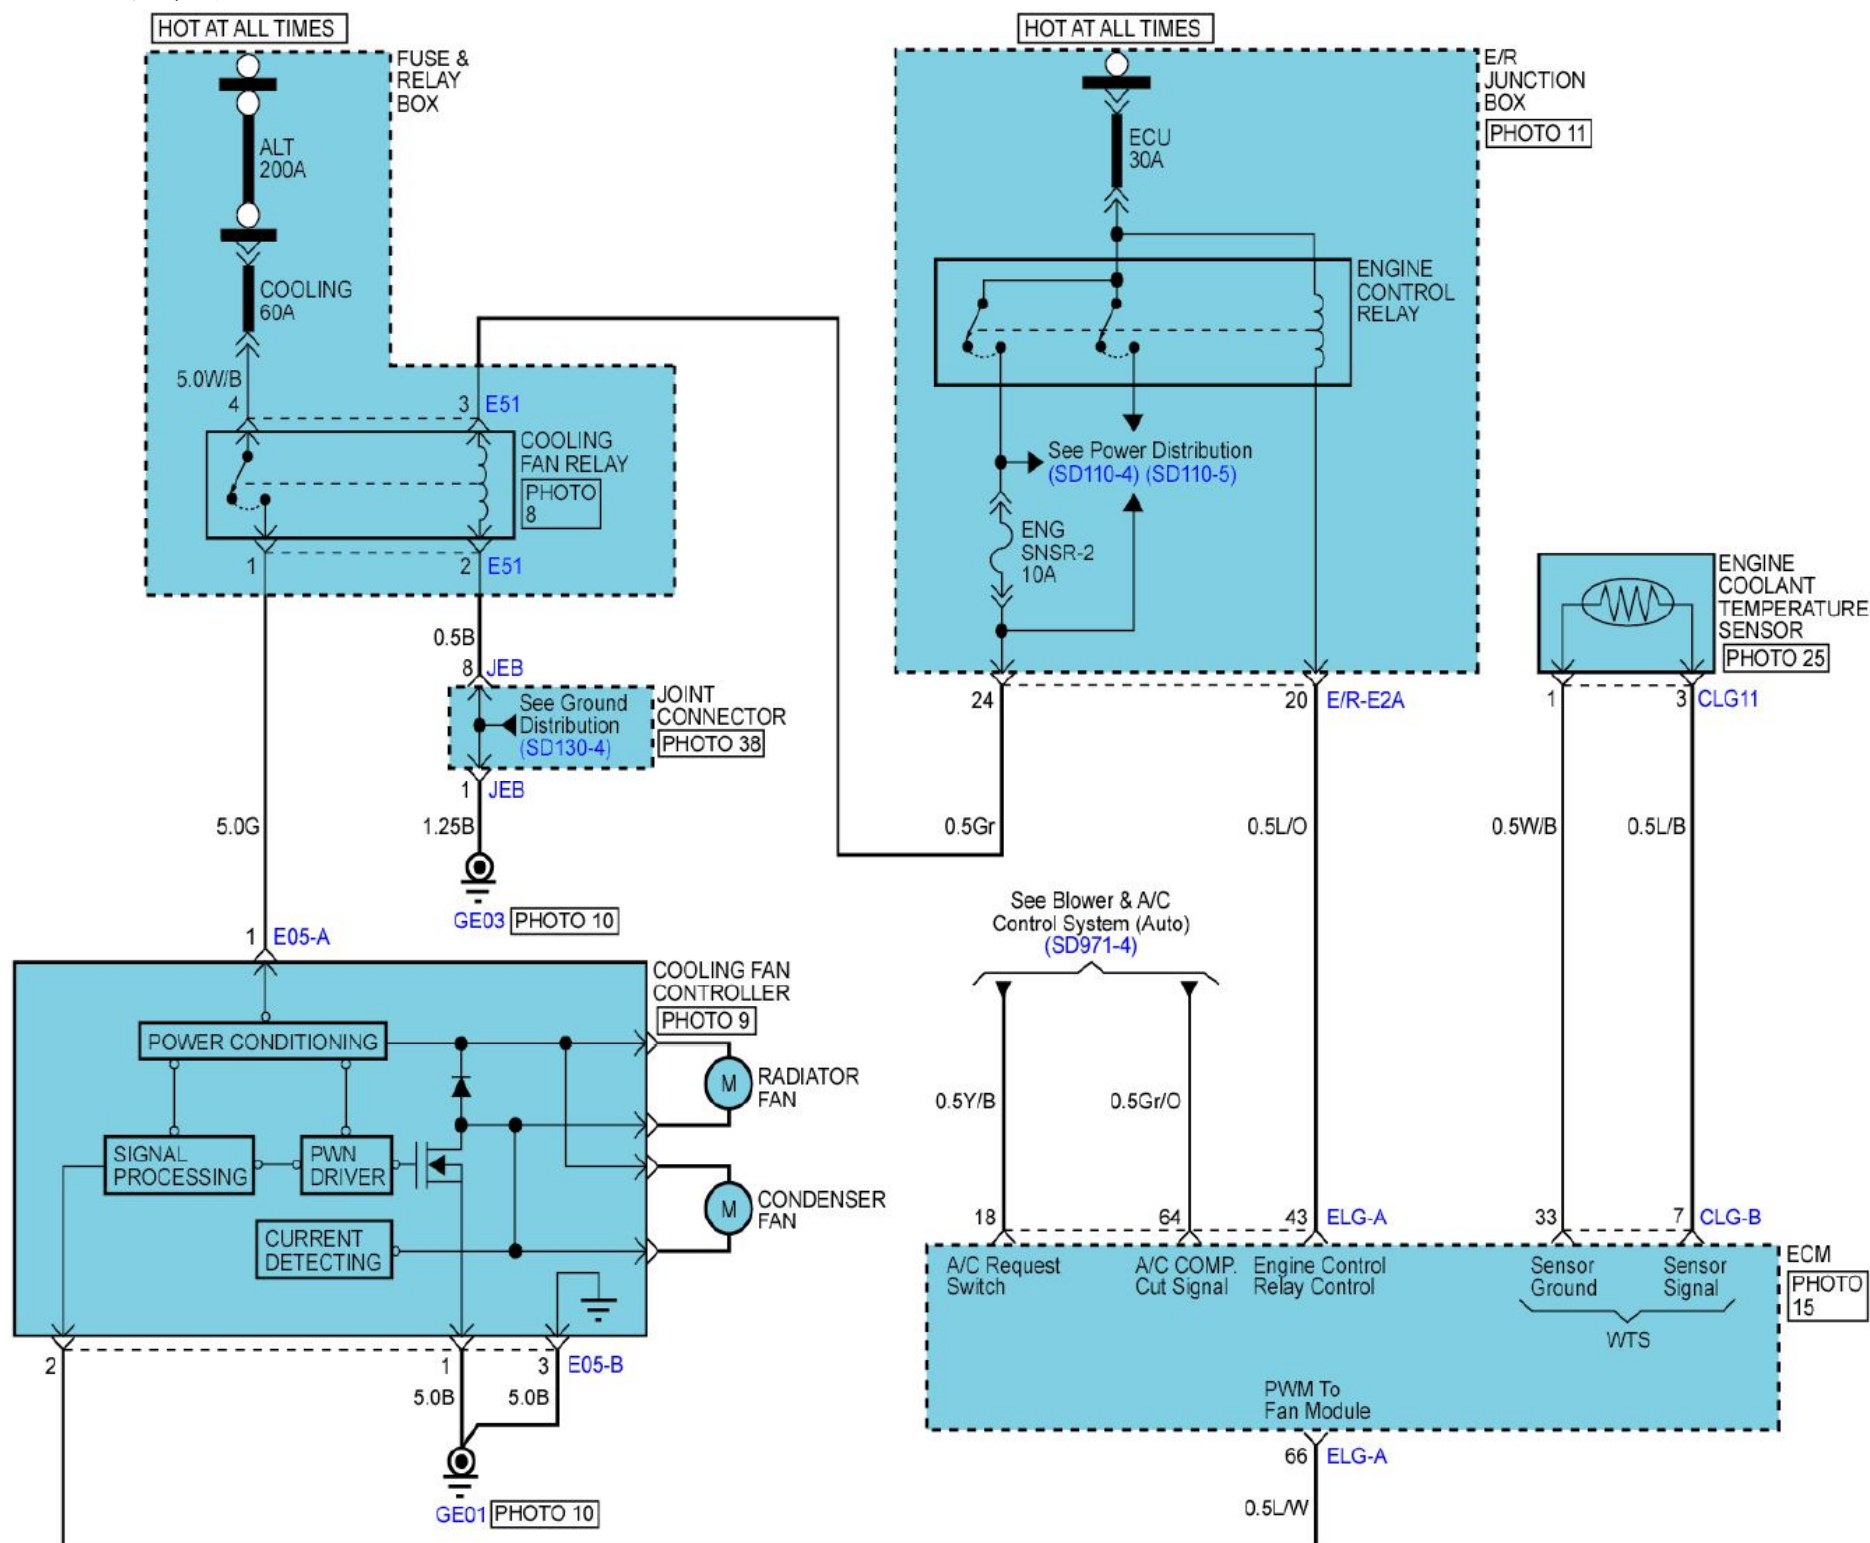 HOT AT ALL TIMES
FUSE &
RELAY
BOX
ALT
200A
COOLING
60A
5.0W/B
4
3 E51
COOLING
FAN RELAY
PHOTO
8
1
2 E51
0.5B
8 JEB
See Ground
Distribution
(SD130-4)
JOINT
CONNECTOR
PHOTO 38
1 JEB
5.0G
1.25B
GE03 PHOTO 10
1 E05-A
COOLING FAN
CONTROLLER
PHOTO 9
POWER CONDITIONING
M
RADIATOR
FAN
SIGNAL
PROCESSING
PWN
DRIVER
M
CONDENSER
FAN
CURRENT
DETECTING
2
1
3 E05-B
5.0B
5.0B
GE01 PHOTO 10
HOT AT ALL TIMES
E/R
JUNCTION
BOX
PHOTO 11
ECU
30A
ENGINE
CONTROL
RELAY
See Power Distribution
(SD110-4) (SD110-5)
ENG
SNSR-2
10A
24
20 E/R-E2A
ENGINE
COOLANT
TEMPERATURE
SENSOR
PHOTO 25
1
3 CLG11
0.5Gr
0.5L/O
0.5W/B
0.5L/B
See Blower & A/C
Control System (Auto)
(SD971-4)
0.5Y/B
0.5Gr/O
18
64
43 ELG-A
33
7 CLG-B
A/C Request
Switch
A/C COMP.
Cut Signal
Engine Control
Relay Control
Sensor
Ground
Sensor
Signal
WTS
ECM
PHOTO
15
PWM To
Fan Module
66 ELG-A
0.5L/W